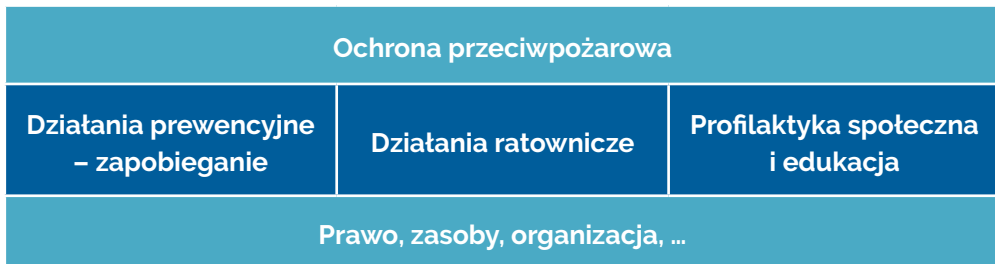 Ochrona przeciwpożarowa
Działania prewencyjne
– zapobieganie
Działania ratownicze
Profilaktyka społeczna
i edukacja
Prawo, zasoby, organizacja, ...